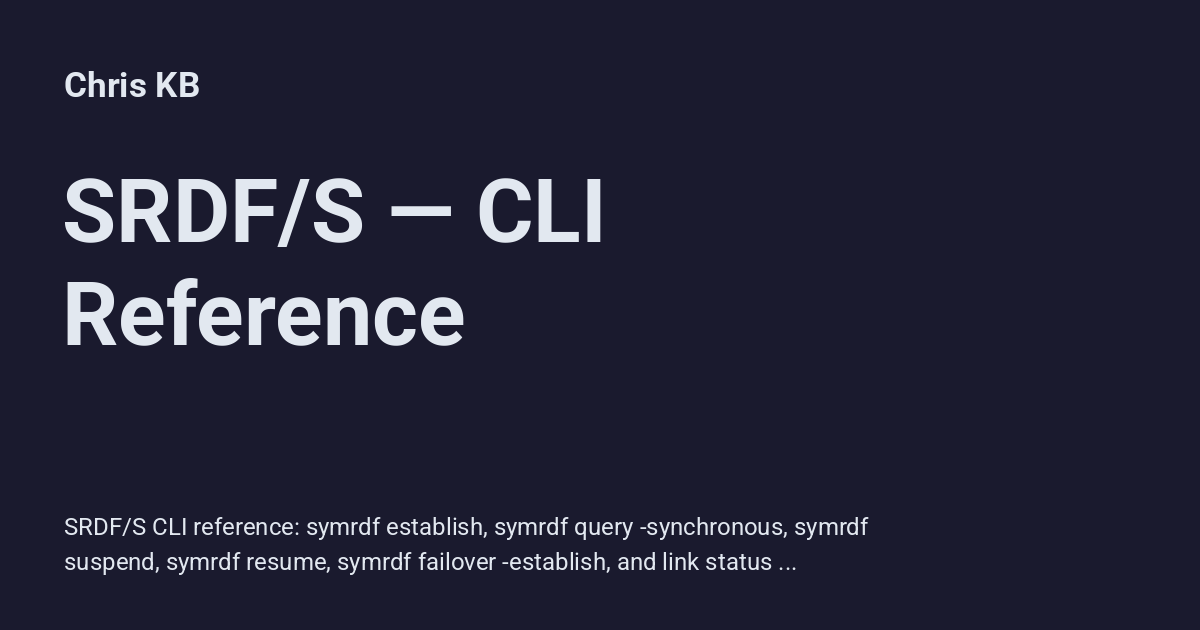 Chris KB
SRDF/S — CLI
Reference
SRDF/S CLI reference: symrdf establish, symrdf query -synchronous, symrdf
suspend, symrdf resume, symrdf failover -establish, and link status ...